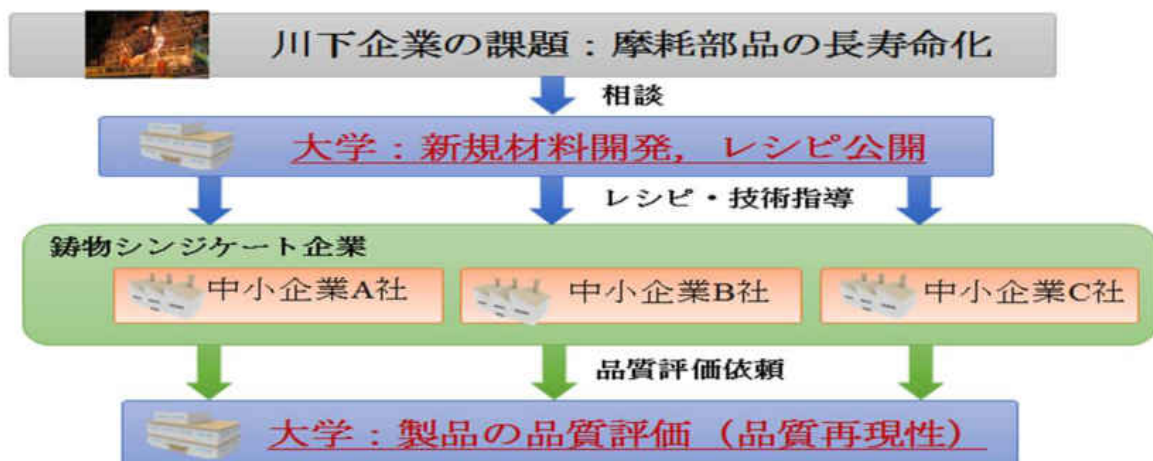 川下企業の課題：摩耗部品の長寿命化
相談
大学：新規材料開発，レシピ公開
レシピ・技術指導
鋳物シンジケート企業
中小企業A社
中小企業B社
中小企業C社
品質評価依頼
大学：製品の品質評価（品質再現性）